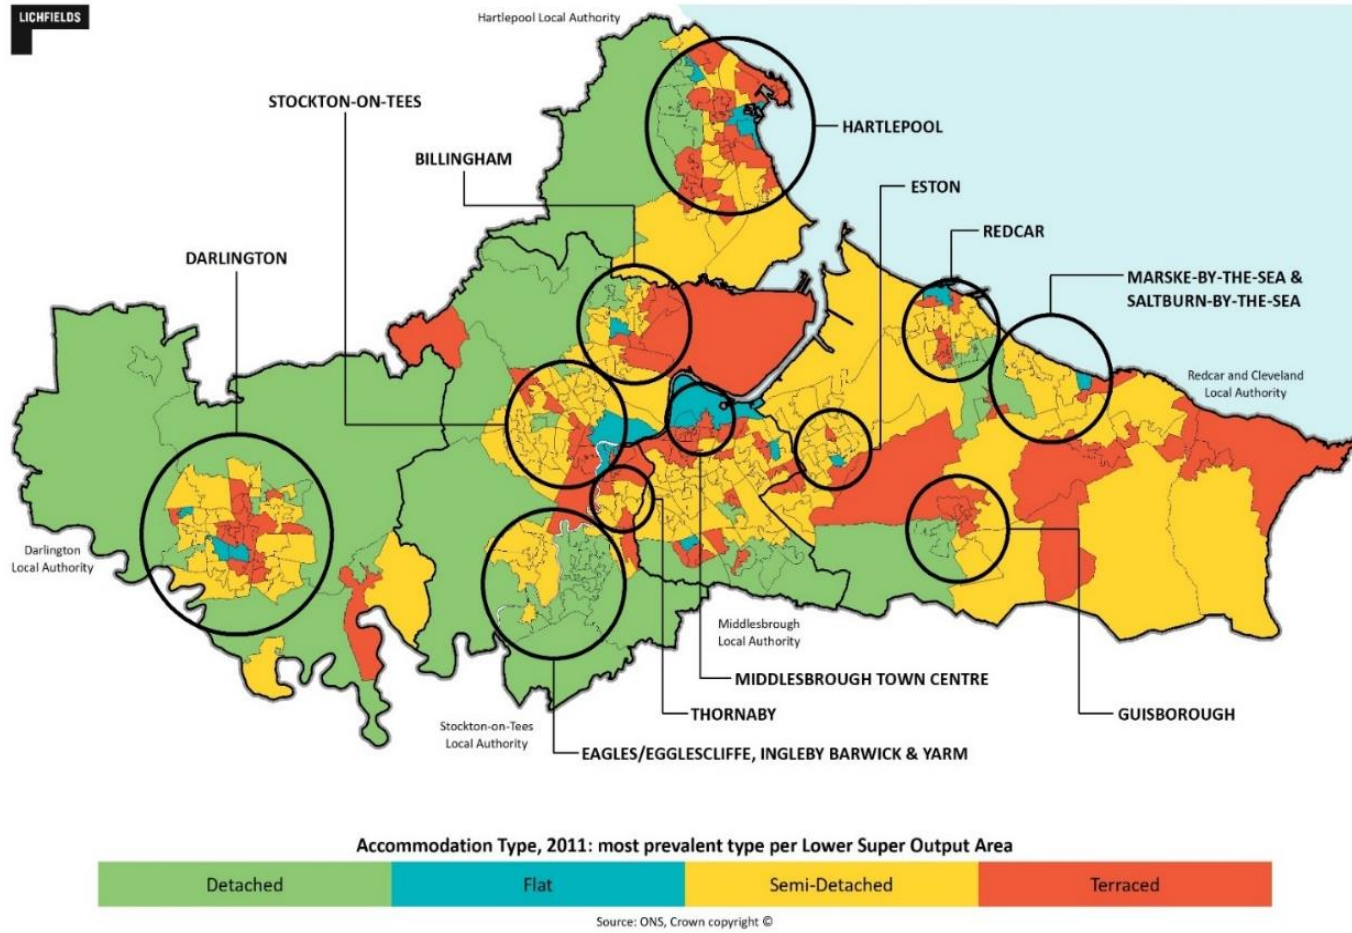 LICHFIELDS
Hartlepool Local Authority
STOCKTON-ON-TEES
HARTLEPOOL
BILLINGHAM
ESTON
REDCAR
DARLINGTON
MARSKE-BY-THE-SEA &
SALTBURN-BY-THE-SEA
Redcar and Cleveland
Local Authority
Darlington
Local Authority
Middlesbrough
Local Authority
MIDDLESBROUGH TOWN CENTRE
THORNABY
GUISBOROUGH
Stockton-on-Tees
Local Authority
EAGLES/EGGLESCLIFFE, INGLEBY BARWICK & YARM
Accommodation Type, 2011: most prevalent type per Lower Super Output Area
Detached
Flat
Semi-Detached
Terraced
Source: ONS, Crown copyright ©